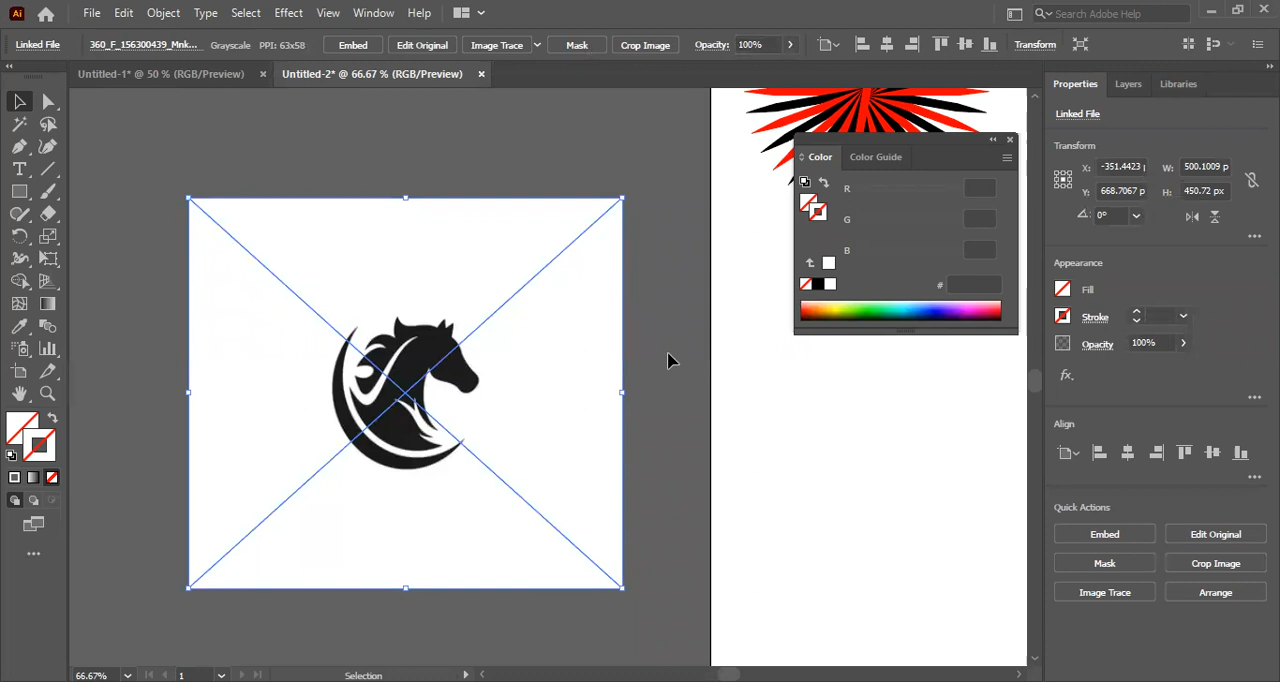 Ai File Edit Object Type Select Effect View Window Help Search Adobe Help
Linked File 360_F_156300439_Mnk... Grayscale PPI: 63x58 Embed Edit Original Image Trace Mask Crop Image Opacity: 100% Transform
Untitled-1* @ 50 % (RGB/Preview) Untitled-2* @ 66.67 % (RGB/Preview)
Properties Layers Libraries
Linked File
Transform
X: -351.4423 p W: 500.1009 p
Y: 668.7067 p H: 450.72 px
0°
Appearance
Fill
Stroke
Opacity 100%
fx.
Align
Quick Actions
Embed Edit Original
Mask Crop Image
Image Trace Arrange
Color Color Guide
R
G
B
#
66.67% 1 Selection